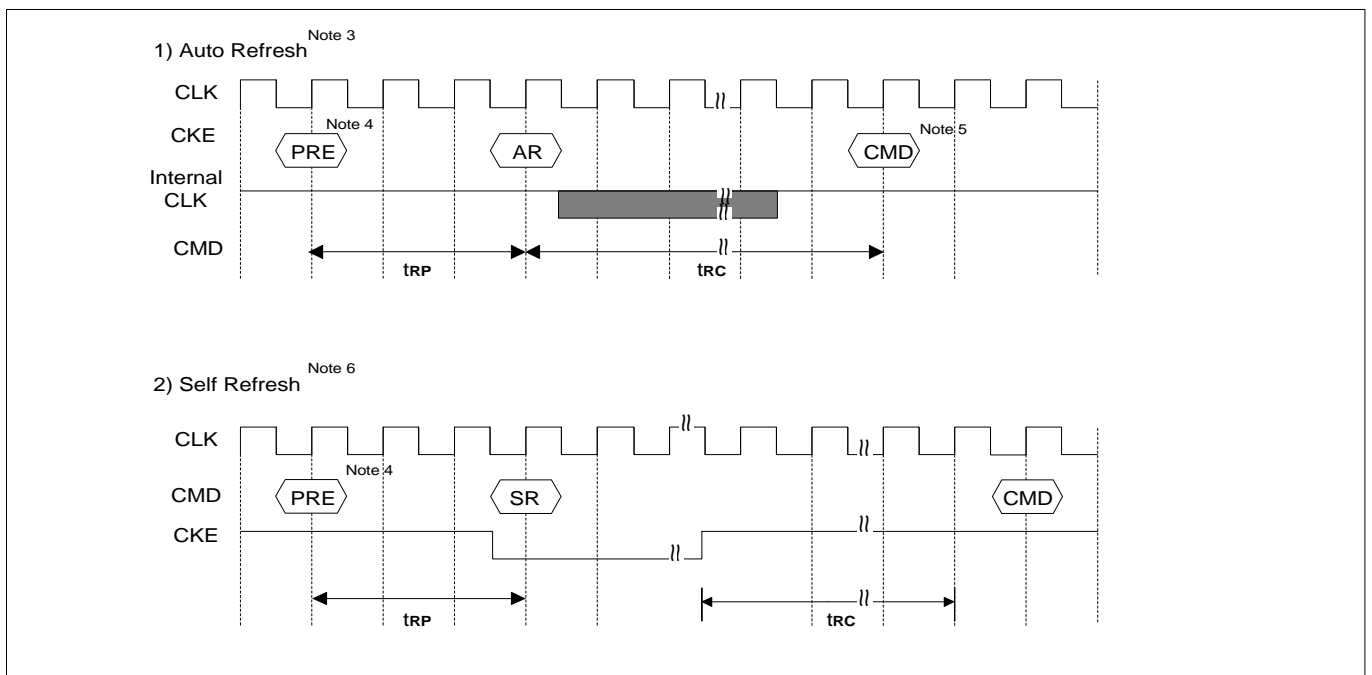 1) Auto Refresh Note 3
CLK
CKE
Note 4
Note 5
PRE
AR
CMD
Internal
CLK
CMD
tRP
tRC
2) Self Refresh Note 6
CLK
Note 4
CMD
PRE
SR
CMD
CKE
tRP
tRC